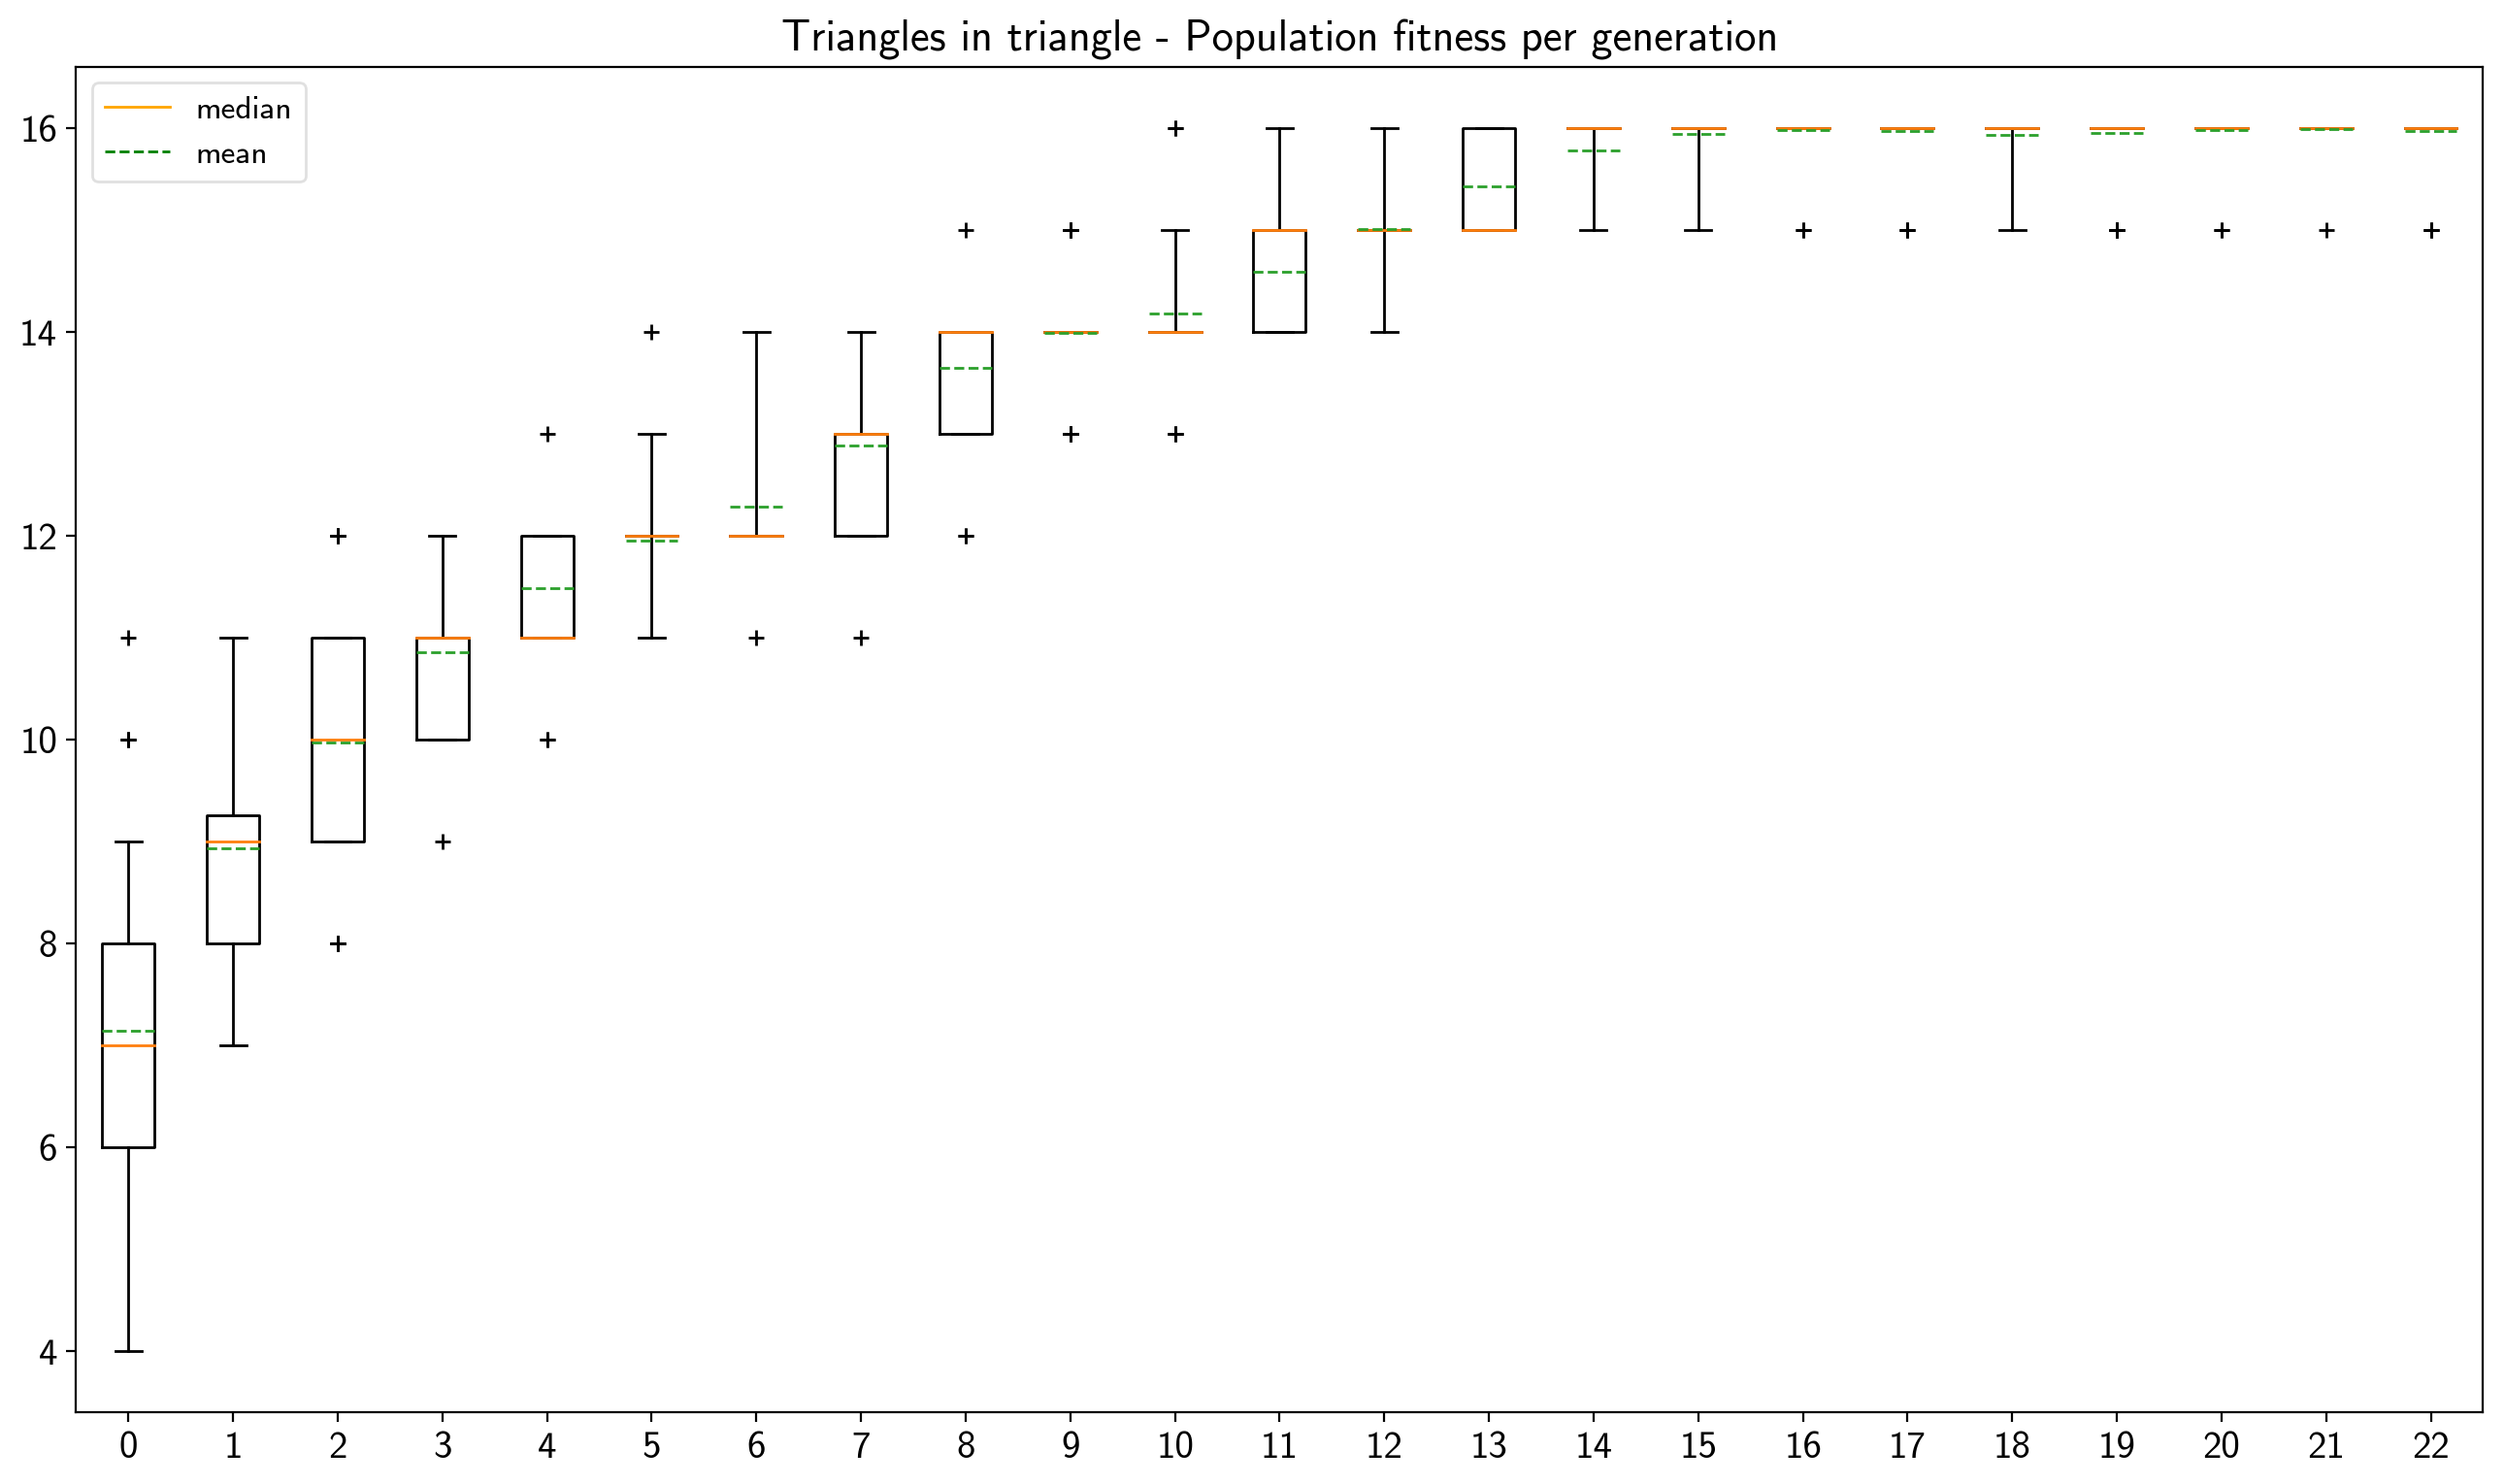 Triangles in triangle - Population fitness per generation
median
mean
16
14
12
10
8
6
4
0 1 2 3 4 5 6 7 8 9 10 11 12 13 14 15 16 17 18 19 20 21 22